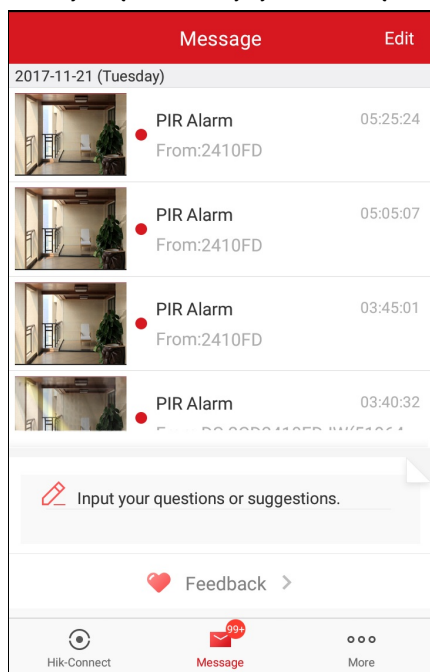 Message
Edit
2017-11-21 (Tuesday)
PIR Alarm
05:25:24
From:2410FD
PIR Alarm
05:05:07
From:2410FD
PIR Alarm
03:45:01
From:2410FD
PIR Alarm
03:40:32
Input your questions or suggestions.
Feedback
99+
Hik-Connect
Message
More